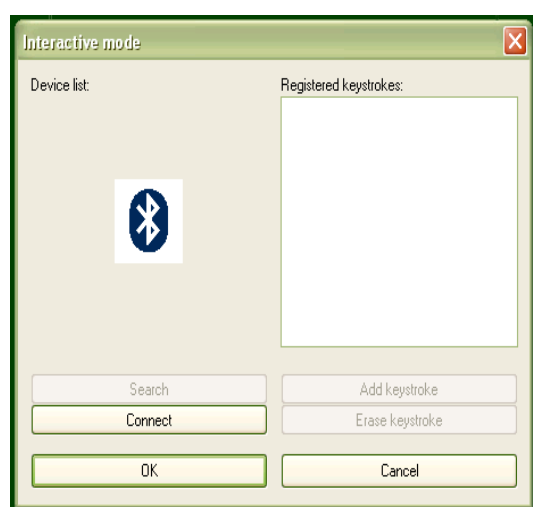 Interactive mode
Device list:
Registered keystrokes:
Search
Add keystroke
Connect
Erase keystroke
OK
Cancel